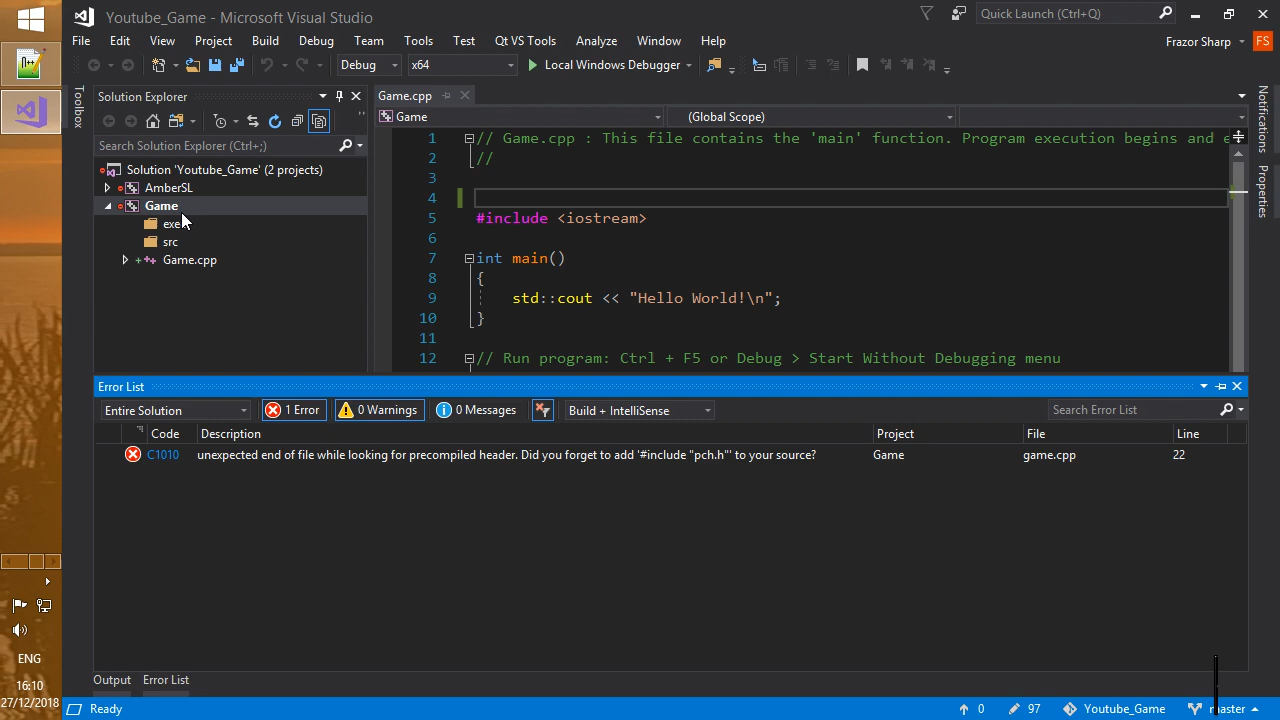 Youtube_Game - Microsoft Visual Studio
Quick Launch (Ctrl+Q)
File Edit View Project Build Debug Team Tools Test Qt VS Tools Analyze Window Help
Frazor Sharp FS
Debug x64 Local Windows Debugger
Toolbox
Solution Explorer
Search Solution Explorer (Ctrl+;)
Solution 'Youtube_Game' (2 projects)
AmberSL
Game
exe
src
Game.cpp
Game.cpp
Game (Global Scope)
1 // Game.cpp : This file contains the 'main' function. Program execution begins and e
2 //
3
4
5 #include <iostream>
6
7 int main()
8 {
9 std::cout << "Hello World!\n";
10 }
11
12 // Run program: Ctrl + F5 or Debug > Start Without Debugging menu
Notifications
Properties
Error List
Entire Solution 1 Error 0 Warnings 0 Messages Build + IntelliSense Search Error List
Code Description Project File Line
C1010 unexpected end of file while looking for precompiled header. Did you forget to add '#include "pch.h"' to your source? Game game.cpp 22
Output Error List
Ready 0 97 Youtube_Game master
ENG
16:10
27/12/2018